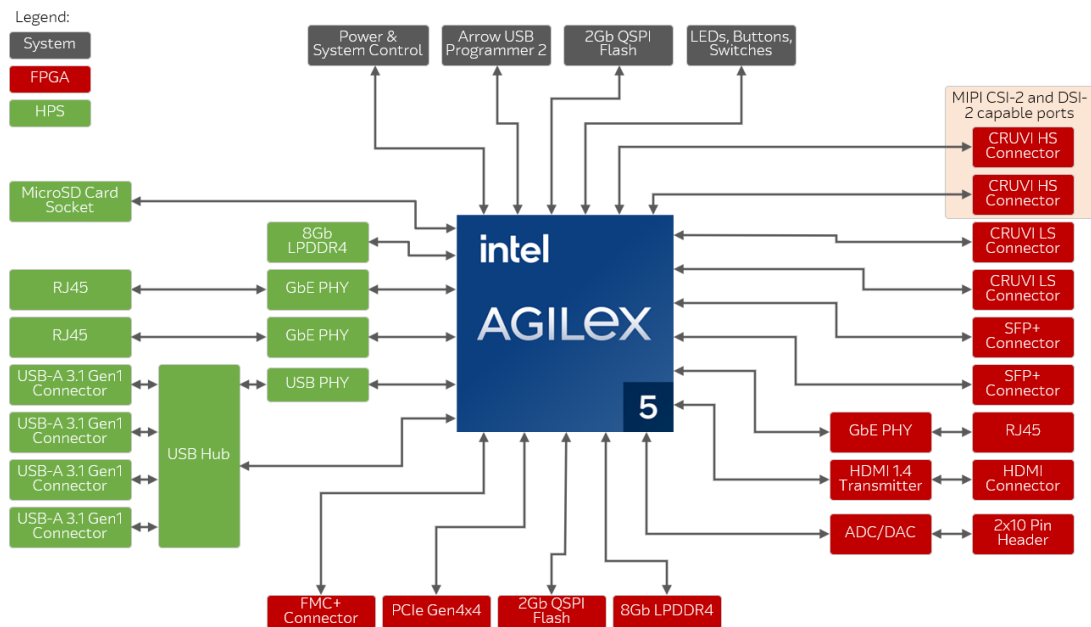 Legend:
System
FPGA
HPS
Power &
System Control
Arrow USB
Programmer 2
2Gb QSPI
Flash
LEDs, Buttons,
Switches
MIPI CSI-2 and DSI-
2 capable ports
CRUVI HS
Connector
CRUVI HS
Connector
CRUVI LS
Connector
CRUVI LS
Connector
SFP+
Connector
SFP+
Connector
GbE PHY
RJ45
HDMI 1.4
Transmitter
HDMI
Connector
ADC/DAC
2x10 Pin
Header
MicroSD Card
Socket
8Gb
LPDDR4
RJ45
GbE PHY
RJ45
GbE PHY
USB-A 3.1 Gen1
Connector
USB-A 3.1 Gen1
Connector
USB-A 3.1 Gen1
Connector
USB-A 3.1 Gen1
Connector
USB Hub
USB PHY
intel
AGILEX
5
FMC+
Connector
PCIe Gen4x4
2Gb QSPI
Flash
8Gb LPDDR4